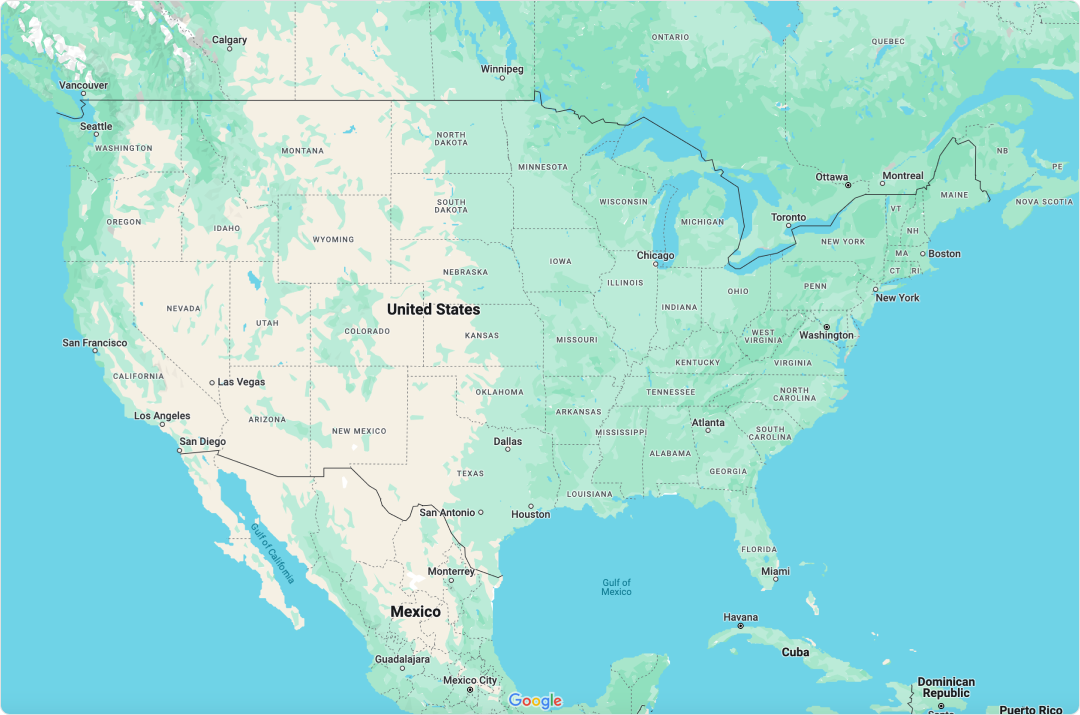 Calgary
ONTARIO
QUEBEC
Winnipeg
Vancouver
Seattle
WASHINGTON
MONTANA
NORTH
DAKOTA
MINNESOTA
Ottawa
Montreal
NB
PE
MAINE
NOVA SCOTIA
OREGON
IDAHO
SOUTH
DAKOTA
WISCONSIN
MICHIGAN
Toronto
VT
NH
WYOMING
NEW YORK
MA
Boston
Chicago
IOWA
NEBRASKA
CT
RI
ILLINOIS
OHIO
PENN
New York
NEVADA
UTAH
United States
INDIANA
COLORADO
KANSAS
MISSOURI
WEST
VIRGINIA
Washington
San Francisco
CALIFORNIA
Las Vegas
KENTUCKY
VIRGINIA
OKLAHOMA
TENNESSEE
NORTH
CAROLINA
Los Angeles
ARIZONA
NEW MEXICO
ARKANSAS
MISSISSIPPI
Atlanta
SOUTH
CAROLINA
San Diego
Dallas
ALABAMA
GEORGIA
TEXAS
LOUISIANA
San Antonio
Houston
Gulf of California
FLORIDA
Monterrey
Miami
Gulf of
Mexico
Mexico
Havana
Cuba
Guadalajara
Mexico City
Dominican
Republic
Google
Puerto Rico